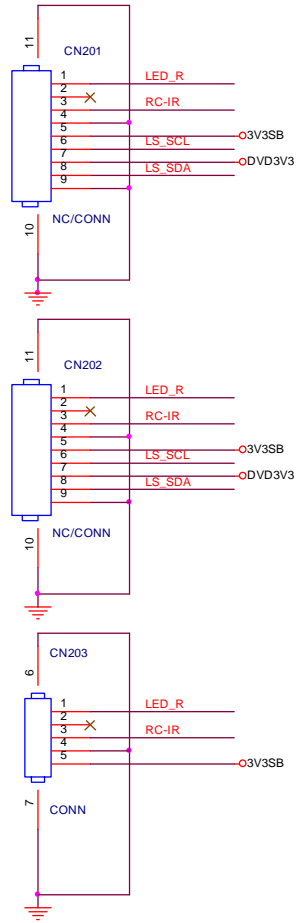 11
CN201
1
LED_R
2
3
RC-IR
4
5
3V3SB
6
LS_SCL
7
DVD3V3
8
LS_SDA
9
10
NC/CONN
11
CN202
1
LED_R
2
3
RC-IR
4
5
3V3SB
6
LS_SCL
7
DVD3V3
8
LS_SDA
9
10
NC/CONN
6
CN203
1
LED_R
2
3
RC-IR
4
5
3V3SB
7
CONN